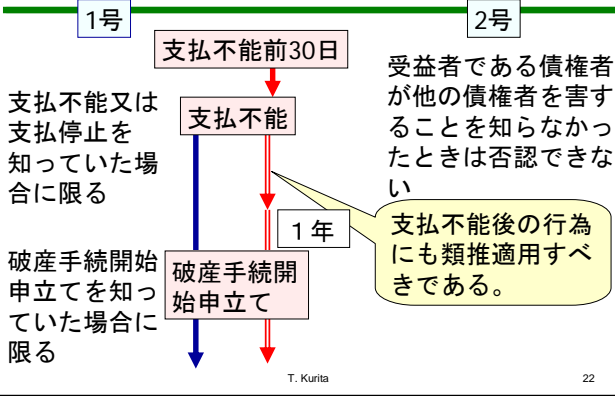 1号
2号
支払不能前30日
受益者である債権者
が他の債権者を害す
ることを知らなかっ
たときは否認できな
い
支払不能又は
支払停止を
知っていた場
合に限る
支払不能
1年
支払不能後の行為
にも類推適用すべ
きである。
破産手続開始
申立てを知っ
ていた場合に
限る
破産手続開
始申立て
T. Kurita
22